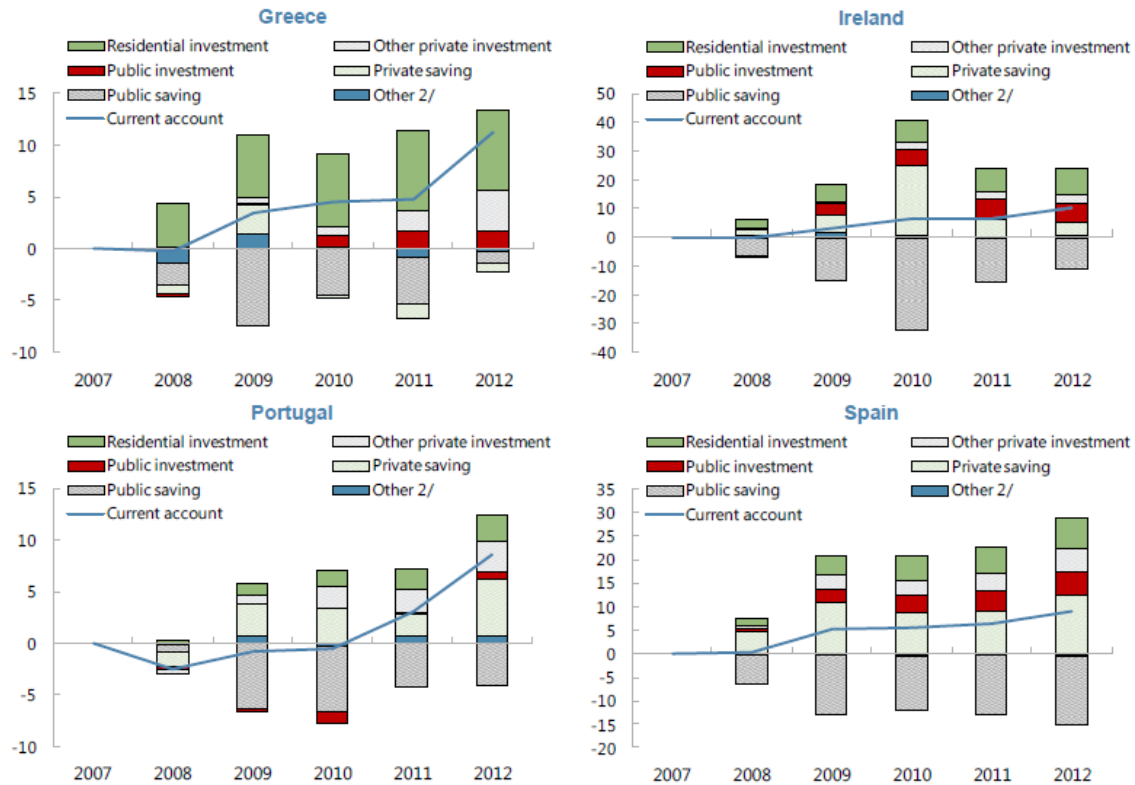 Greece
Residential investment Other private investment
Public investment Private saving
Public saving Other 2/
Current account
15
10
5
0
-5
-10
2007 2008 2009 2010 2011 2012
Ireland
Residential investment Other private investment
Public investment Private saving
Public saving Other 2/
Current account
50
40
30
20
10
0
-10
-20
-30
-40
2007 2008 2009 2010 2011 2012
Portugal
Residential investment Other private investment
Public investment Private saving
Public saving Other 2/
Current account
15
10
5
0
-5
-10
2007 2008 2009 2010 2011 2012
Spain
Residential investment Other private investment
Public investment Private saving
Public saving Other 2/
Current account
35
30
25
20
15
10
5
0
-5
-10
-15
-20
2007 2008 2009 2010 2011 2012